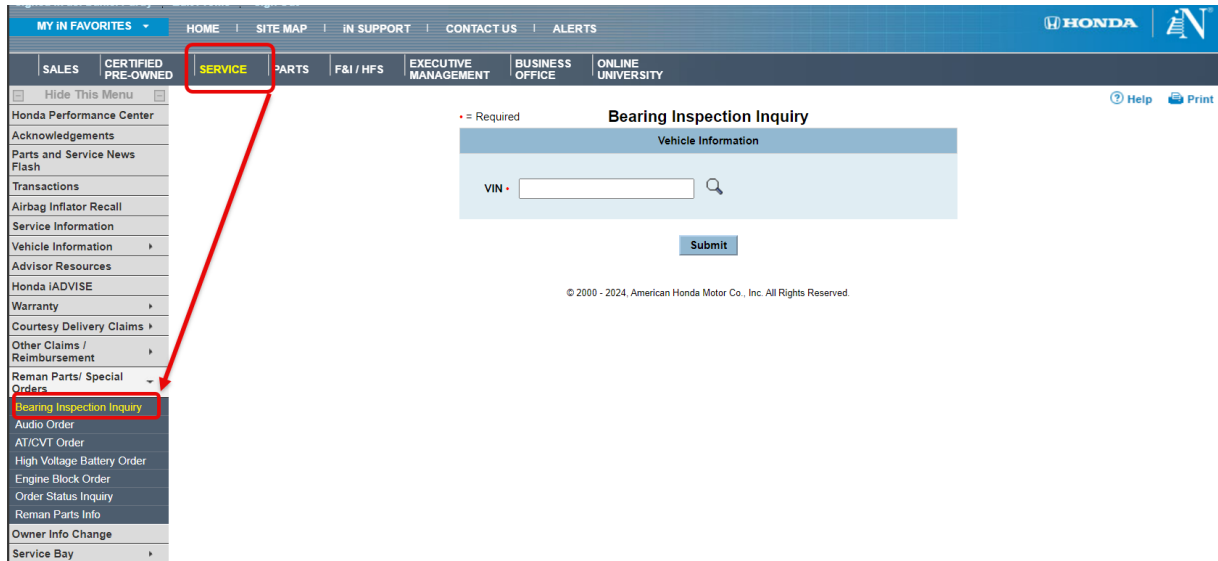 MY iN FAVORITES
HOME | SITE MAP | iN SUPPORT | CONTACT US | ALERTS
HONDA iN
SALES
CERTIFIED
PRE-OWNED
SERVICE
PARTS
F&I / HFS
EXECUTIVE
MANAGEMENT
BUSINESS
OFFICE
ONLINE
UNIVERSITY
Hide This Menu
Honda Performance Center
Acknowledgements
Parts and Service News
Flash
Transactions
Airbag Inflator Recall
Service Information
Vehicle Information
Advisor Resources
Honda iADVISE
Warranty
Courtesy Delivery Claims
Other Claims /
Reimbursement
Reman Parts/ Special
Orders
Bearing Inspection Inquiry
Audio Order
AT/CVT Order
High Voltage Battery Order
Engine Block Order
Order Status Inquiry
Reman Parts Info
Owner Info Change
Service Bay
Help Print
• = Required
Bearing Inspection Inquiry
Vehicle Information
VIN •
Submit
© 2000 - 2024, American Honda Motor Co., Inc. All Rights Reserved.